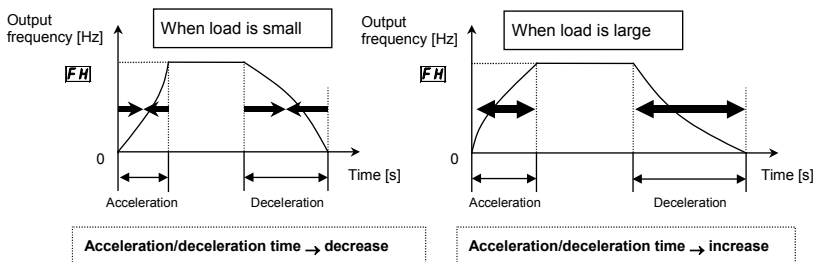 Output
frequency [Hz]
When load is small
FH
0
Time [s]
Acceleration
Deceleration
Acceleration/deceleration time → decrease
Output
frequency [Hz]
When load is large
FH
0
Time [s]
Acceleration
Deceleration
Acceleration/deceleration time → increase